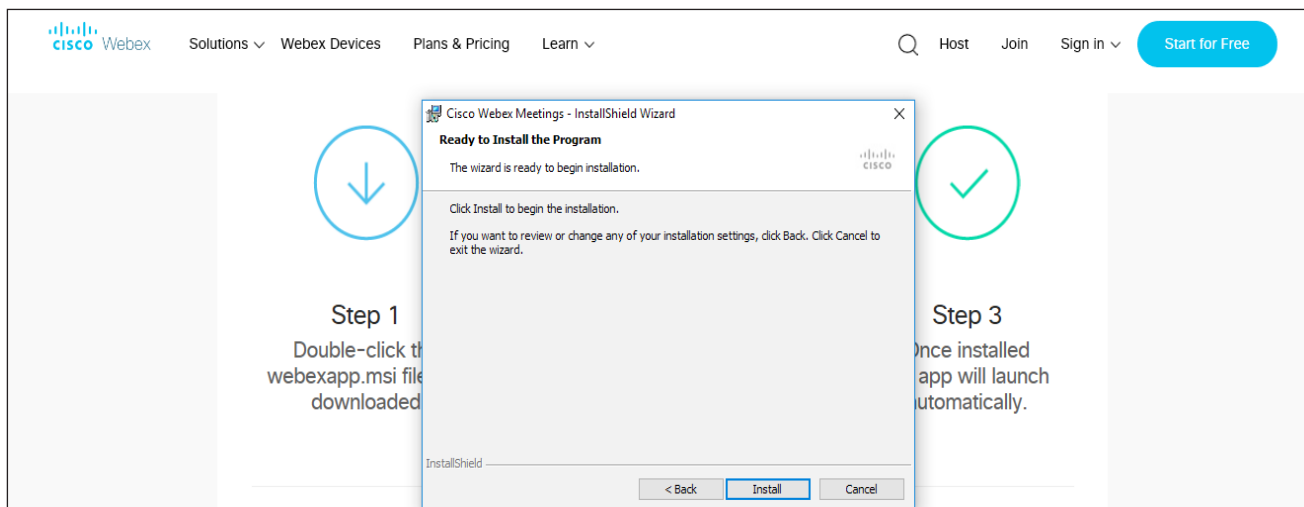 CISCO Webex Solutions Webex Devices Plans & Pricing Learn Host Join Sign in Start for Free
Cisco Webex Meetings - InstallShield Wizard
Ready to Install the Program
The wizard is ready to begin installation.
CISCO
Click Install to begin the installation.
If you want to review or change any of your installation settings, click Back. Click Cancel to
exit the wizard.
InstallShield
< Back Install Cancel
Step 1
Double-click
webexapp.msi file
downloaded
Step 3
Once installed
app will launch
automatically.